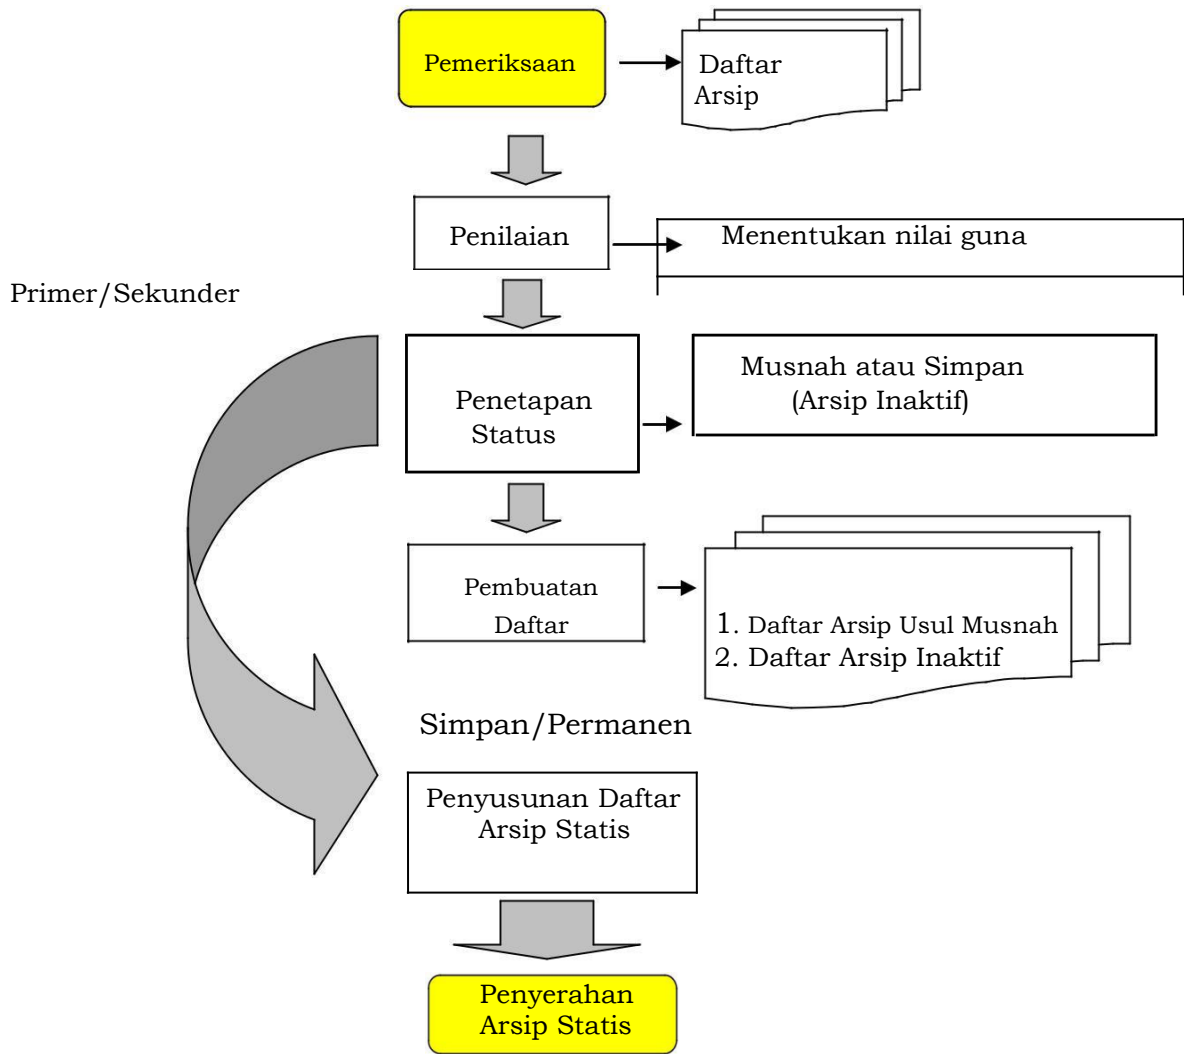 Pemeriksaan
Daftar
Arsip
Penilaian
Menentukan nilai guna
Primer/Sekunder
Penetapan
Status
Musnah atau Simpan
(Arsip Inaktif)
Pembuatan
Daftar
1. Daftar Arsip Usul Musnah
2. Daftar Arsip Inaktif
Simpan/Permanen
Penyusunan Daftar
Arsip Statis
Penyerahan
Arsip Statis